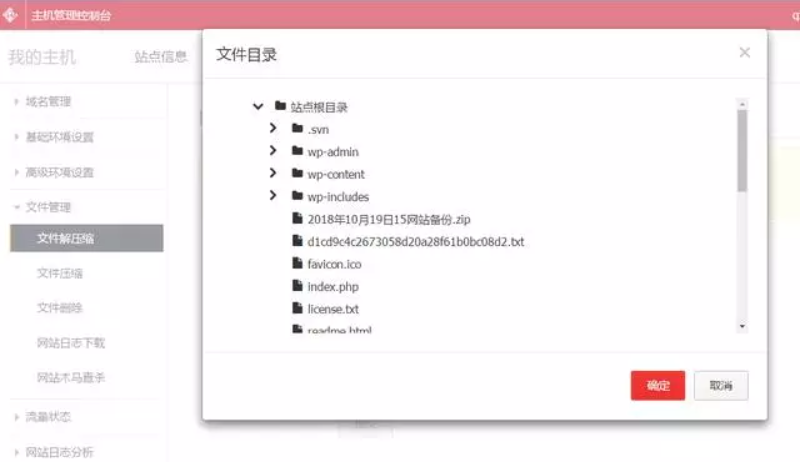 主机管理控制台
我的主机
站点信息
域名管理
基础环境设置
高级环境设置
文件管理
文件解压缩
文件压缩
文件删除
网站日志下载
网站木马查杀
流量状态
网站日志分析
文件目录
×
站点根目录
.svn
wp-admin
wp-content
wp-includes
2018年10月19日15网站备份.zip
d1cd9c4c2673058d20a28f61b0bc08d2.txt
favicon.ico
index.php
license.txt
readme.html
确定
取消